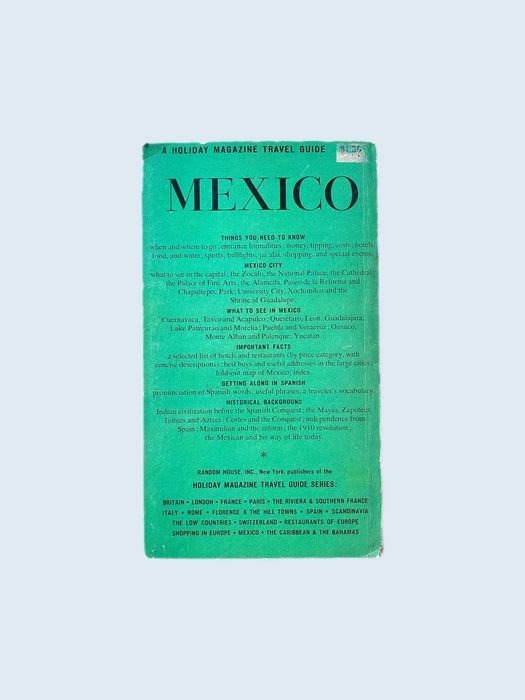 A HOLIDAY MAGAZINE TRAVEL GUIDE
MEXICO
THINGS YOU NEED TO KNOW
when and where to go; entrance formalities; money, tipping, costs; hotels,
food, and water; sports, bullfights, jai alai, shopping, and special events.
MEXICO CITY
what to see in the capital; the Zocalo, the National Palace, the Cathedral;
the Palace of Fine Arts; the Alameda, Paseo de la Reforma and
Chapultepec Park; University City, Xochimilco and the
Shrine of Guadalupe.
WHAT TO SEE IN MEXICO
Cuernavaca, Taxco and Acapulco; Queretaro, Leon, Guadalajara,
Lake Patzcuaro and Morelia; Puebla and Veracruz; Oaxaca,
Monte Alban and Palenque; Yucatan.
IMPORTANT FACTS
a selected list of hotels and restaurants (by price category, with
concise descriptions); best buys and useful addresses in the large cities;
fold-out map of Mexico; index.
GETTING ALONG IN SPANISH
pronunciation of Spanish words; useful phrases; a traveler's vocabulary.
HISTORICAL BACKGROUND
Indian civilization before the Spanish Conquest; the Mayas, Zapotecs,
Toltecs and Aztecs; Cortes and the Conquest; independence from
Spain; Maximilian and the reform; the 1910 revolution;
the Mexican and his way of life today.
*
RANDOM HOUSE, INC., New York, publishers of the
HOLIDAY MAGAZINE TRAVEL GUIDE SERIES:
BRITAIN • LONDON • FRANCE • PARIS • THE RIVIERA & SOUTHERN FRANCE
ITALY • ROME • FLORENCE & THE HILL TOWNS • SPAIN • SCANDINAVIA
THE LOW COUNTRIES • SWITZERLAND • RESTAURANTS OF EUROPE
SHOPPING IN EUROPE • MEXICO • THE CARIBBEAN & THE BAHAMAS